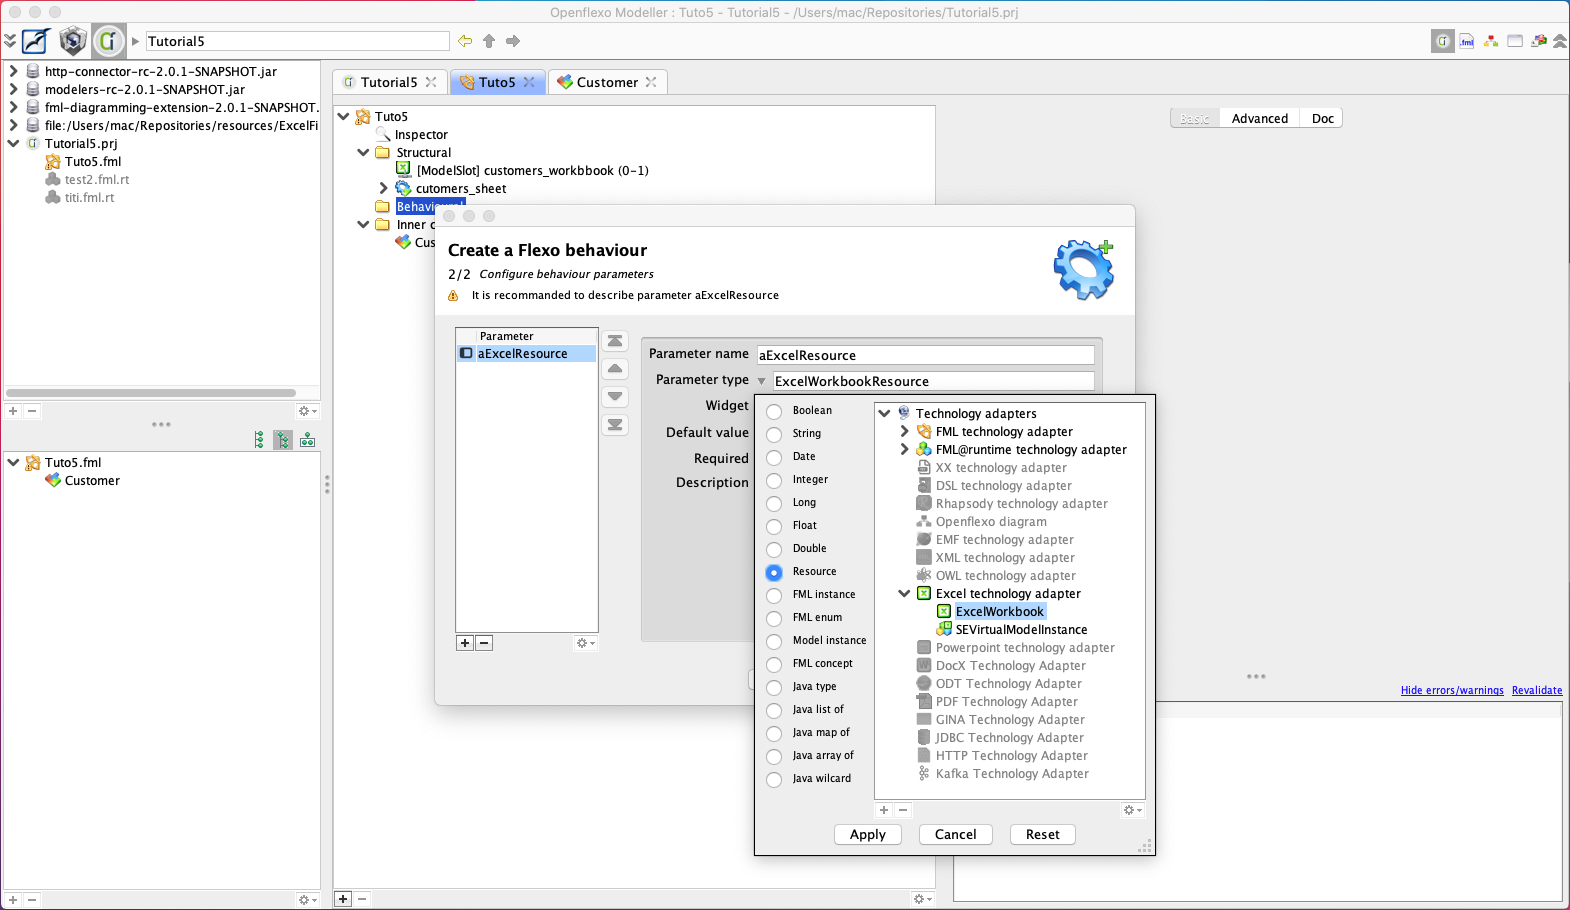 Openflexo Modeller : Tuto5 - Tutorial5 - /Users/mac/Repositories/Tutorial5.prj
Tutorial5
.fml
http-connector-rc-2.0.1-SNAPSHOT.jar
modelers-rc-2.0.1-SNAPSHOT.jar
fml-diagramming-extension-2.0.1-SNAPSHOT.
file:/Users/mac/Repositories/resources/ExcelFi
Tutorial5.prj
Tuto5.fml
test2.fml.rt
titi.fml.rt
Tuto5.fml
Customer
Tutorial5
Tuto5
Customer
Tuto5
Inspector
Structural
[ModelSlot] customers_workbbook (0-1)
cutomers_sheet
Behavioural
Inner c
Cus
Basic
Advanced
Doc
Create a Flexo behaviour
2/2 Configure behaviour parameters
It is recommanded to describe parameter aExcelResource
Parameter
aExcelResource
Parameter name
aExcelResource
Parameter type
ExcelWorkbookResource
Widget
Default value
Required
Description
Boolean
String
Date
Integer
Long
Float
Double
Resource
FML instance
FML enum
Model instance
FML concept
Java type
Java list of
Java map of
Java array of
Java wilcard
Technology adapters
FML technology adapter
FML@runtime technology adapter
XX technology adapter
DSL technology adapter
Rhapsody technology adapter
Openflexo diagram
EMF technology adapter
XML technology adapter
OWL technology adapter
Excel technology adapter
ExcelWorkbook
SEVirtualModelInstance
Powerpoint technology adapter
DocX Technology Adapter
ODT Technology Adapter
PDF Technology Adapter
GINA Technology Adapter
JDBC Technology Adapter
HTTP Technology Adapter
Kafka Technology Adapter
Apply
Cancel
Reset
Hide errors/warnings
Revalidate